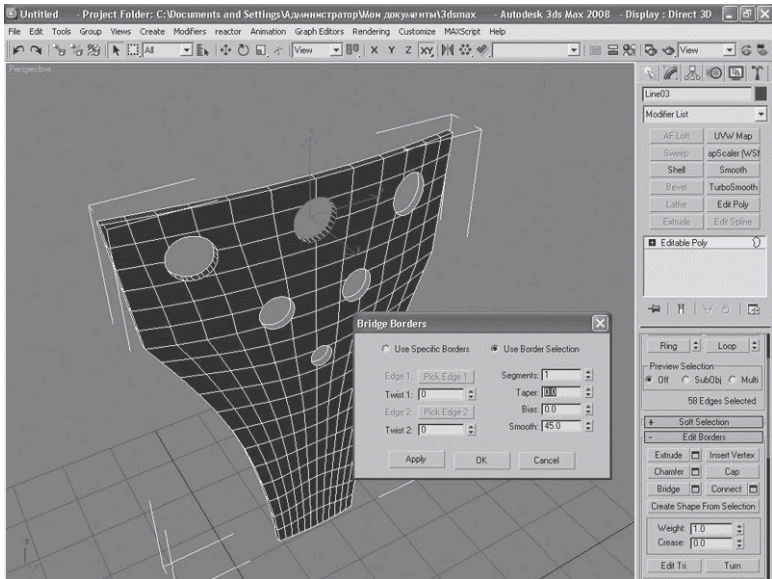 Untitled - Project Folder: C:\Documents and Settings\Администратор\Мои документы\3dsmax - Autodesk 3ds Max 2008 - Display : Direct 3D
File Edit Tools Group Views Create Modifiers reactor Animation Graph Editors Rendering Customize MAXScript Help
All View X Y Z XY View
Perspective
Line03
Modifier List
AF Loft UVW Map
Sweep apScaler (WSM
Shell Smooth
Bevel TurboSmooth
Lathe Edit Poly
Extrude Edit Spline
Editable Poly
Bridge Borders
Use Specific Borders Use Border Selection
Edge 1: Pick Edge 1 Segments: 1
Twist 1: 0 Taper: 0.0
Edge 2: Pick Edge 2 Bias: 0.0
Twist 2: 0 Smooth: 45.0
Apply OK Cancel
Ring Loop
Preview Selection
Off SubObj Multi
58 Edges Selected
+ Soft Selection
- Edit Borders
Extrude Insert Vertex
Chamfer Cap
Bridge Connect
Create Shape From Selection
Weight: 1.0
Crease: 0.0
Edit Tri. Turn
z